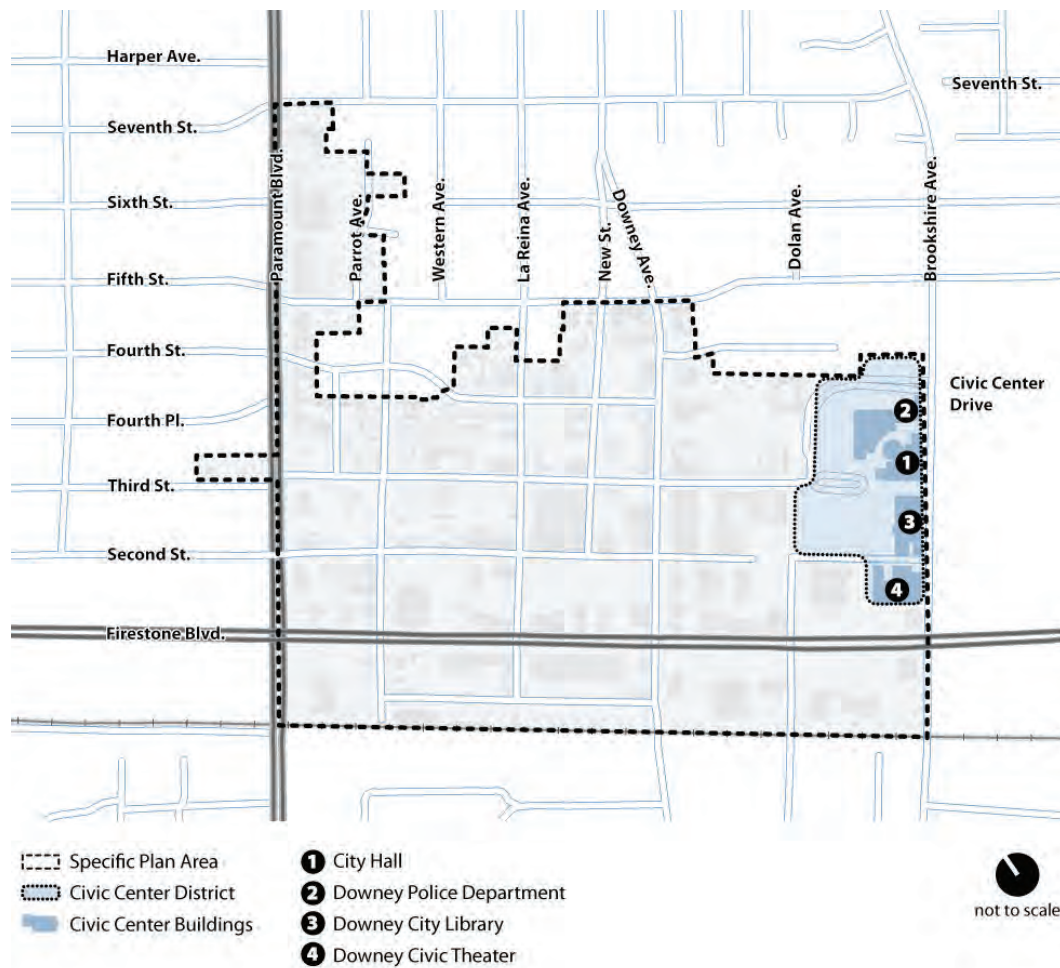 Harper Ave.
Seventh St.
Seventh St.
Sixth St.
Fifth St.
Fourth St.
Fourth Pl.
Third St.
Second St.
Firestone Blvd.
Paramount Blvd.
Parrot Ave.
Western Ave.
La Reina Ave.
New St.
Downey Ave.
Dolan Ave.
Brookshire Ave.
Civic Center
Drive
2
1
3
4
Specific Plan Area
Civic Center District
Civic Center Buildings
1 City Hall
2 Downey Police Department
3 Downey City Library
4 Downey Civic Theater
not to scale